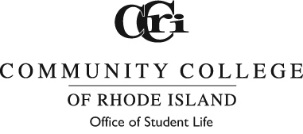 CCri
COMMUNITY COLLEGE
OF RHODE ISLAND
Office of Student Life